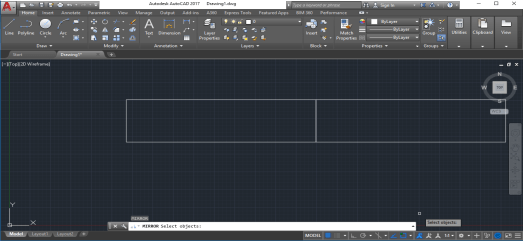 Autodesk AutoCAD 2017 Drawing1.dwg
Sign In
Home Insert Annotate Parametric View Manage Output Add-ins A360 Express Tools Featured Apps BIM 360 Performance
Line Polyline Circle Arc
Text Dimension
Layer Properties
Insert
Match Properties
ByLayer
ByLayer
ByLayer
Group
Utilities Clipboard View
Draw Modify Annotation Layers Block Properties Groups
Start Drawing1*
[-][Top][2D Wireframe]
N
W TOP E
S
Y
X
MIRROR
MIRROR Select objects:
Select objects:
Model Layout1 Layout2
MODEL